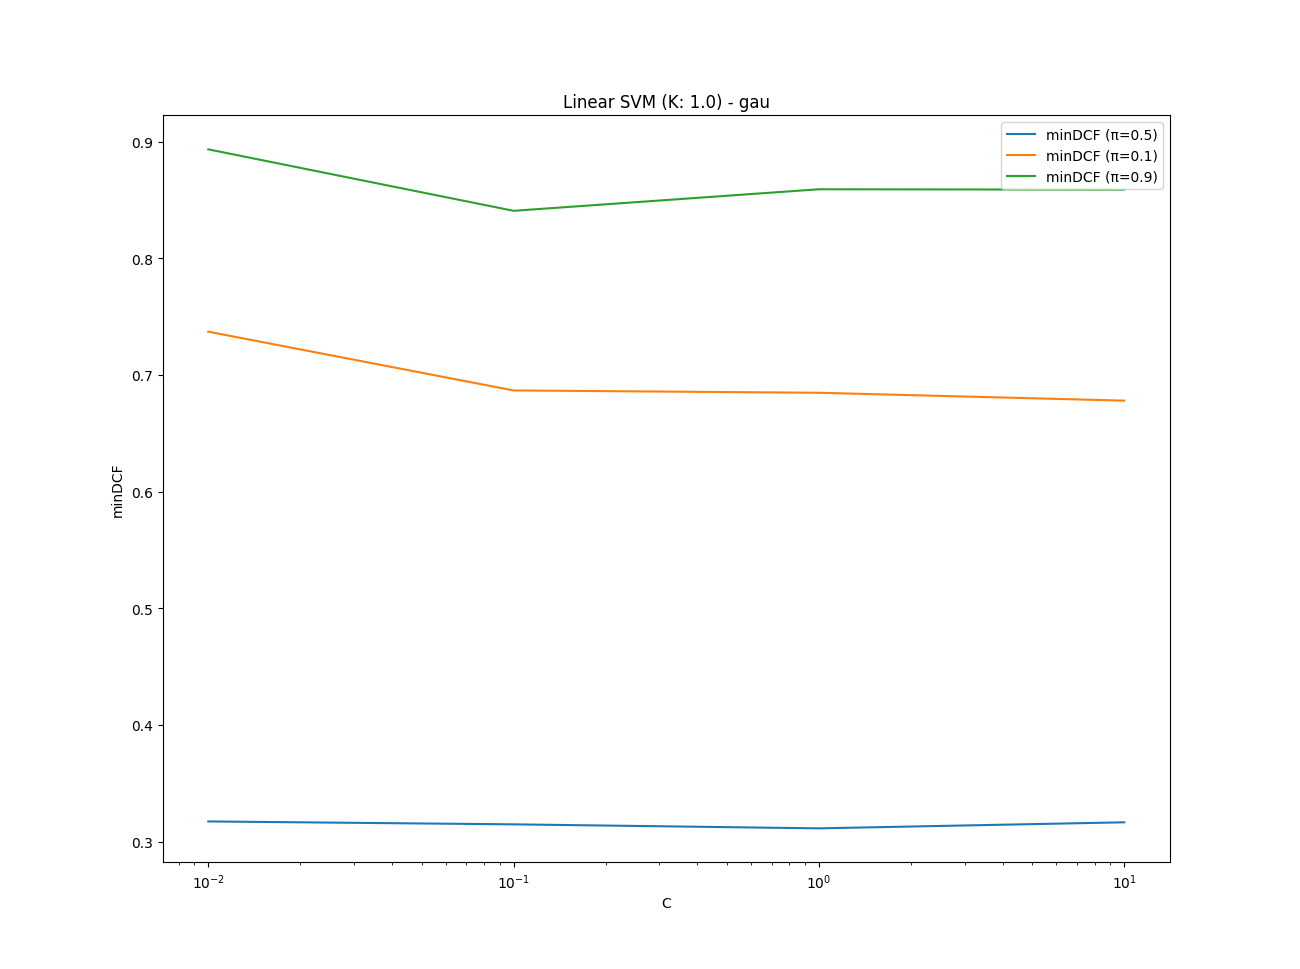 Linear SVM (K: 1.0) - gau
minDCF (π=0.5)
minDCF (π=0.1)
minDCF (π=0.9)
0.9
0.8
0.7
0.6
0.5
0.4
0.3
minDCF
10⁻² 10⁻¹ 10⁰ 10¹
C